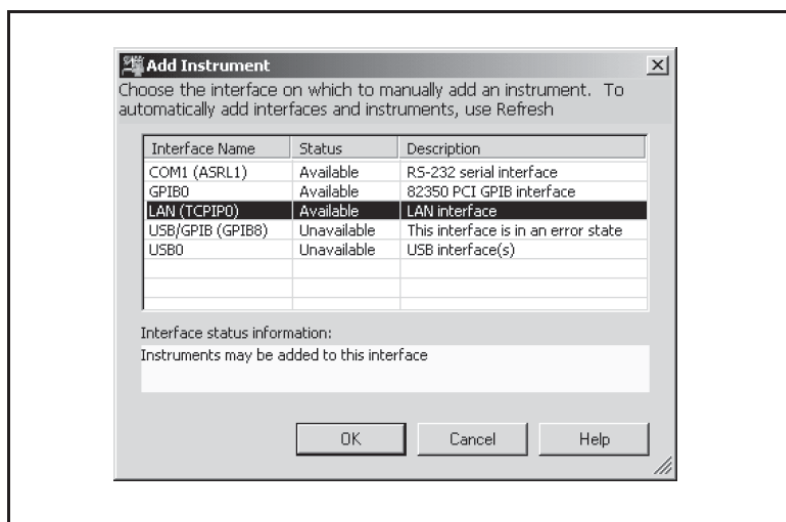 Add Instrument
Choose the interface on which to manually add an instrument. To
automatically add interfaces and instruments, use Refresh
Interface Name Status Description
COM1 (ASRL1) Available RS-232 serial interface
GPIB0 Available 82350 PCI GPIB interface
LAN (TCPIP0) Available LAN interface
USB/GPIB (GPIB8) Unavailable This interface is in an error state
USB0 Unavailable USB interface(s)
Interface status information:
Instruments may be added to this interface
OK Cancel Help